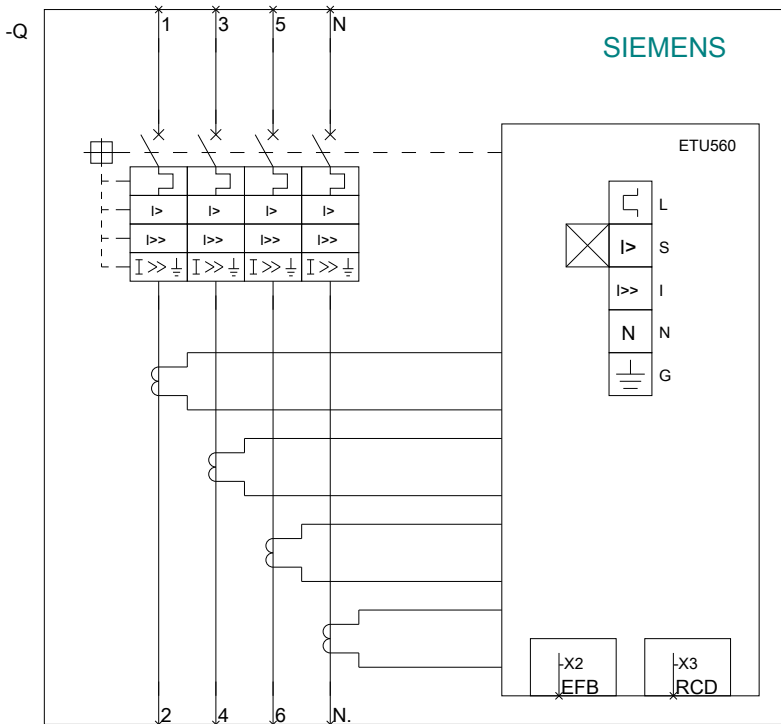 -Q
1 3 5 N
SIEMENS
ETU560
L
I> I> I> I> I> S
I>> I>> I>> I>> I>> I
I>> I>> I>> I>>
N N
G
-X2 -X3
EFB RCD
2 4 6 N.